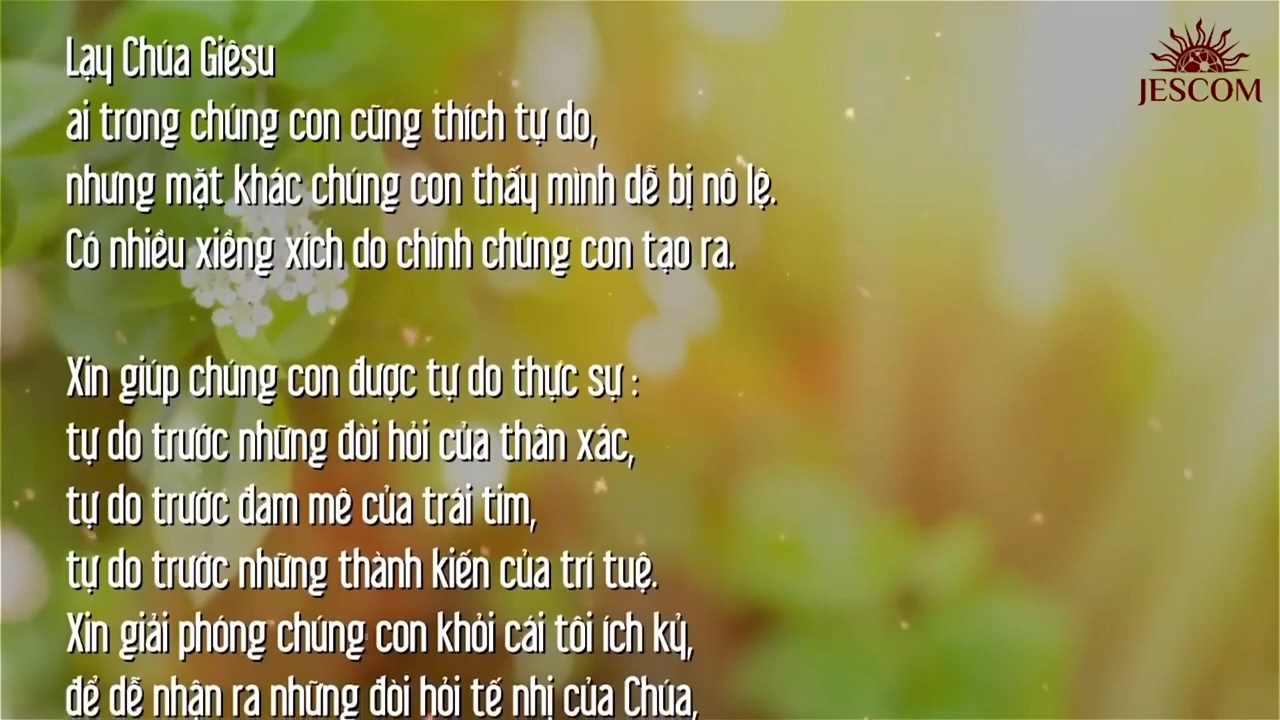 Lạy Chúa Giêsu
ai trong chúng con cũng thích tự do,
nhưng mặt khác chúng con thấy mình dễ bị nô lệ.
Có nhiều xiềng xích do chính chúng con tạo ra.
Xin giúp chúng con được tự do thực sự :
tự do trước những đòi hỏi của thân xác,
tự do trước đam mê của trái tim,
tự do trước những thành kiến của trí tuệ.
Xin giải phóng chúng con khỏi cái tôi ích kỷ,
để dễ nhận ra những đòi hỏi tế nhị của Chúa,
JESCOM